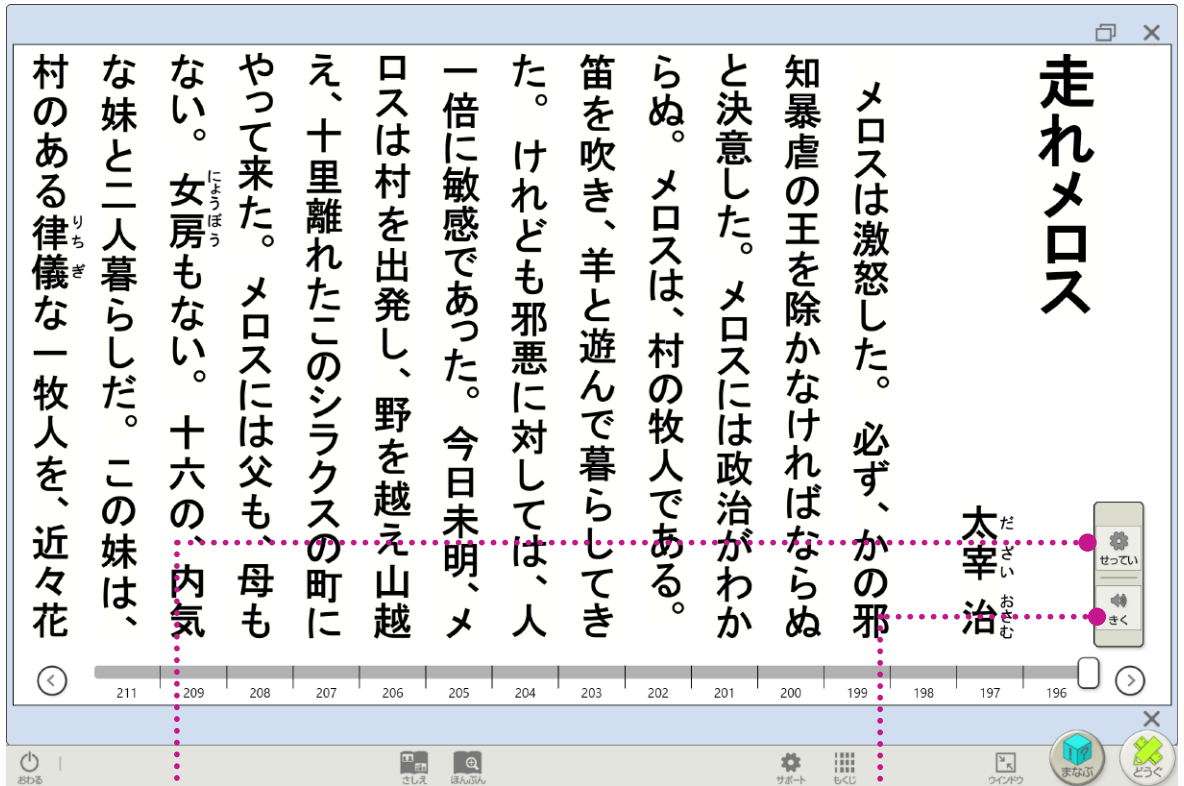 走れメロス
太宰 治
だ ざい おさむ
メロスは激怒した。必ず、かの邪
知暴虐の王を除かなければならぬ
と決意した。メロスには政治がわか
らぬ。メロスは、村の牧人である。
笛を吹き、羊と遊んで暮らしてき
た。けれども邪悪に対しては、人
一倍に敏感であった。今日未明、メ
ロスは村を出発し、野を越え山越
え、十里離れたこのシラクスの町に
やって来た。メロスには父も、母も
ない。女房もない。十六の、内気
にょうぼう
な妹と二人暮らしだ。この妹は、
村のある律儀な一牧人を、近々花
りちぎ
せってい
きく
211 209 208 207 206 205 204 203 202 201 200 199 198 197 196
おわる
さしえ
ほんぶん
サポート
もくじ
ウインドウ
まなぶ
どうぐ